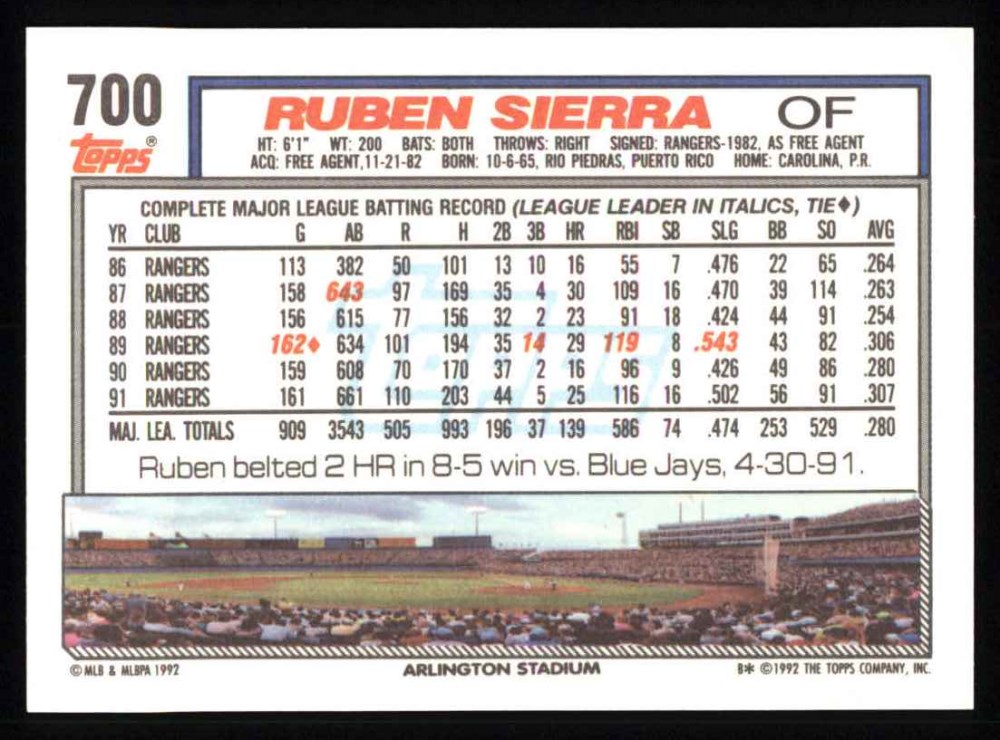 700
Topps®
RUBEN SIERRA OF
HT: 6'1" WT: 200 BATS: BOTH THROWS: RIGHT SIGNED: RANGERS-1982, AS FREE AGENT
ACQ: FREE AGENT,11-21-82 BORN: 10-6-65, RIO PIEDRAS, PUERTO RICO HOME: CAROLINA, P.R.
COMPLETE MAJOR LEAGUE BATTING RECORD (LEAGUE LEADER IN ITALICS, TIE♦)
YR CLUB G AB R H 2B 3B HR RBI SB SLG BB SO AVG
86 RANGERS 113 382 50 101 13 10 16 55 7 .476 22 65 .264
87 RANGERS 158 643 97 169 35 4 30 109 16 .470 39 114 .263
88 RANGERS 156 615 77 156 32 2 23 91 18 .424 44 91 .254
89 RANGERS 162♦ 634 101 194 35 14 29 119 8 .543 43 82 .306
90 RANGERS 159 608 70 170 37 2 16 96 9 .426 49 86 .280
91 RANGERS 161 661 110 203 44 5 25 116 16 .502 56 91 .307
MAJ. LEA. TOTALS 909 3543 505 993 196 37 139 586 74 .474 253 529 .280
Topps
Ruben belted 2 HR in 8-5 win vs. Blue Jays, 4-30-91.
© MLB & MLBPA 1992 ARLINGTON STADIUM B* ©1992 THE TOPPS COMPANY, INC.